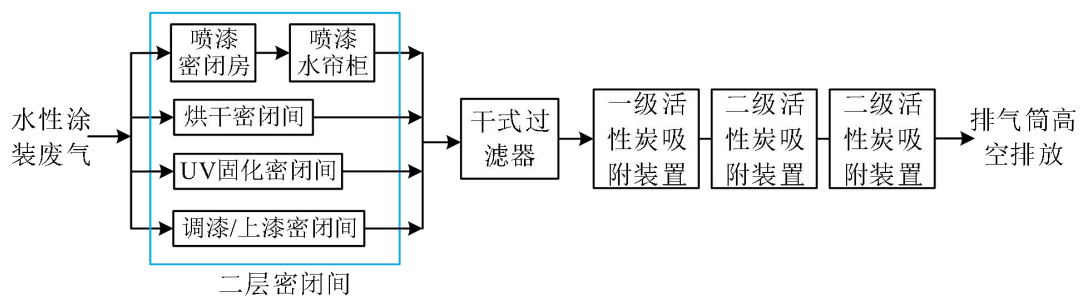 水性涂
装废气
喷漆
密闭房
喷漆
水帘柜
烘干密闭间
UV固化密闭间
调漆/上漆密闭间
二层密闭间
干式过
滤器
一级活
性炭吸
附装置
二级活
性炭吸
附装置
二级活
性炭吸
附装置
排气筒高
空排放